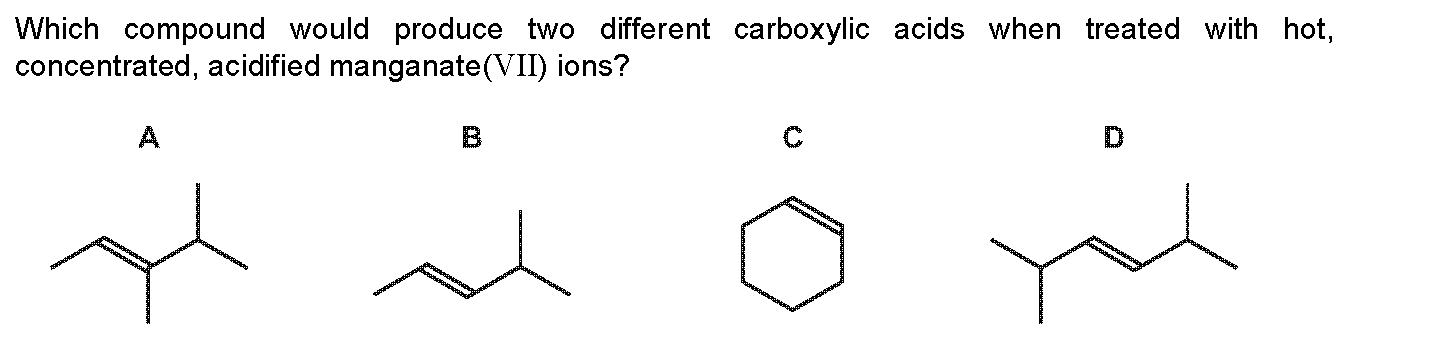 Which compound would produce two different carboxylic acids when treated with hot,
concentrated, acidified manganate(VII) ions?
A B C D